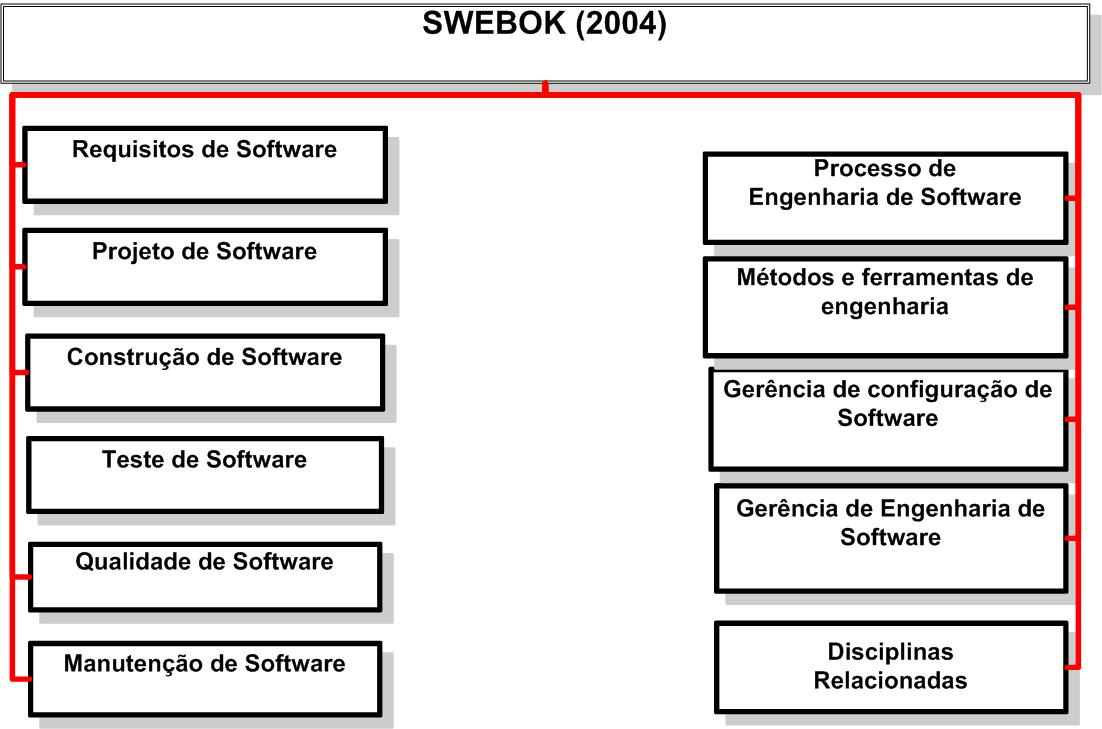 SWEBOK (2004)
Requisitos de Software
Projeto de Software
Construção de Software
Teste de Software
Qualidade de Software
Manutenção de Software
Processo de
Engenharia de Software
Métodos e ferramentas de
engenharia
Gerência de configuração de
Software
Gerência de Engenharia de
Software
Disciplinas
Relacionadas